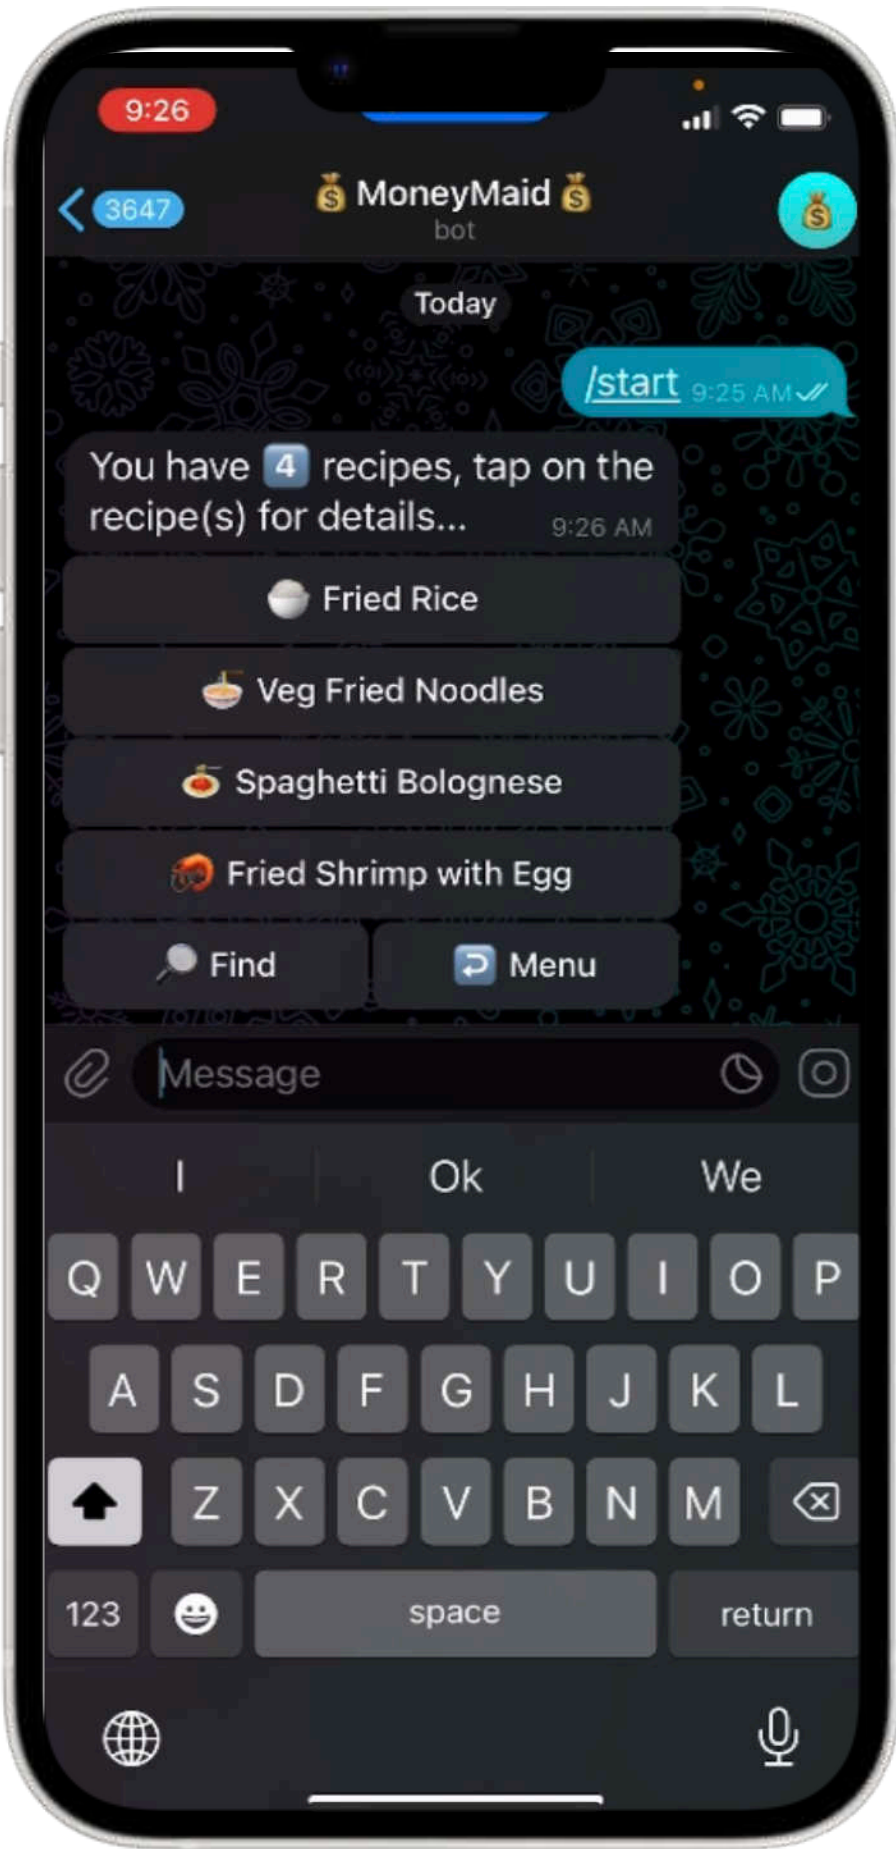 9:26
3647
💰 MoneyMaid 💰
bot
Today
/start 9:25 AM
You have 4️⃣ recipes, tap on the
recipe(s) for details... 9:26 AM
🍚 Fried Rice
🍜 Veg Fried Noodles
🍝 Spaghetti Bolognese
🍤 Fried Shrimp with Egg
🔎 Find
↩️ Menu
Message
I Ok We
Q W E R T Y U I O P
A S D F G H J K L
Z X C V B N M
123 space return